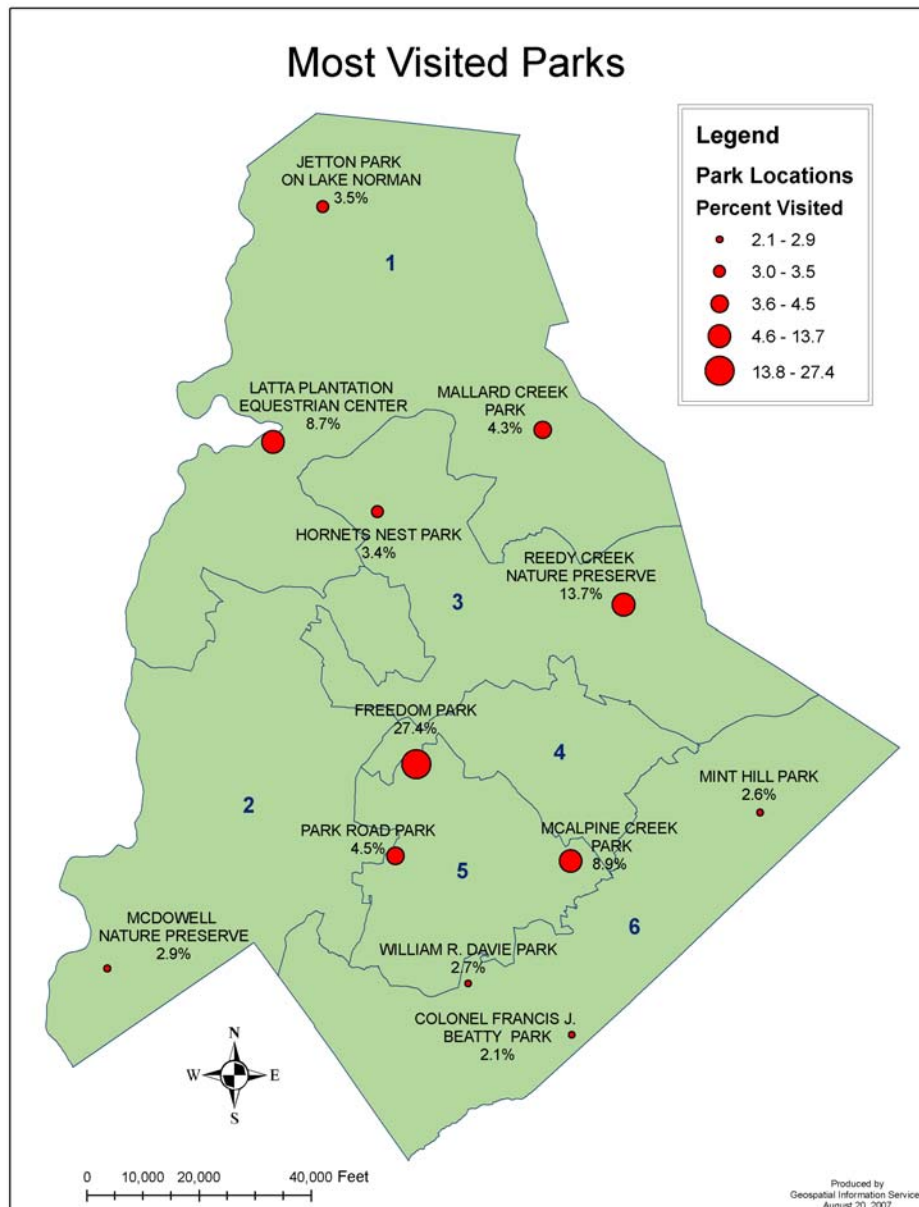 Most Visited Parks
Legend
Park Locations
Percent Visited
2.1 - 2.9
3.0 - 3.5
3.6 - 4.5
4.6 - 13.7
13.8 - 27.4
JETTON PARK
ON LAKE NORMAN
3.5%
1
LATTA PLANTATION
EQUESTRIAN CENTER
8.7%
MALLARD CREEK
PARK
4.3%
HORNETS NEST PARK
3.4%
REEDY CREEK
NATURE PRESERVE
13.7%
3
FREEDOM PARK
27.4%
4
2
MINT HILL PARK
2.6%
PARK ROAD PARK
4.5%
MCALPINE CREEK
PARK
8.9%
5
6
MCDOWELL
NATURE PRESERVE
2.9%
WILLIAM R. DAVIE PARK
2.7%
COLONEL FRANCIS J.
BEATTY PARK
2.1%
N
W E
S
0 10,000 20,000 40,000 Feet
Produced by
Geospatial Information Service
August 20, 2007